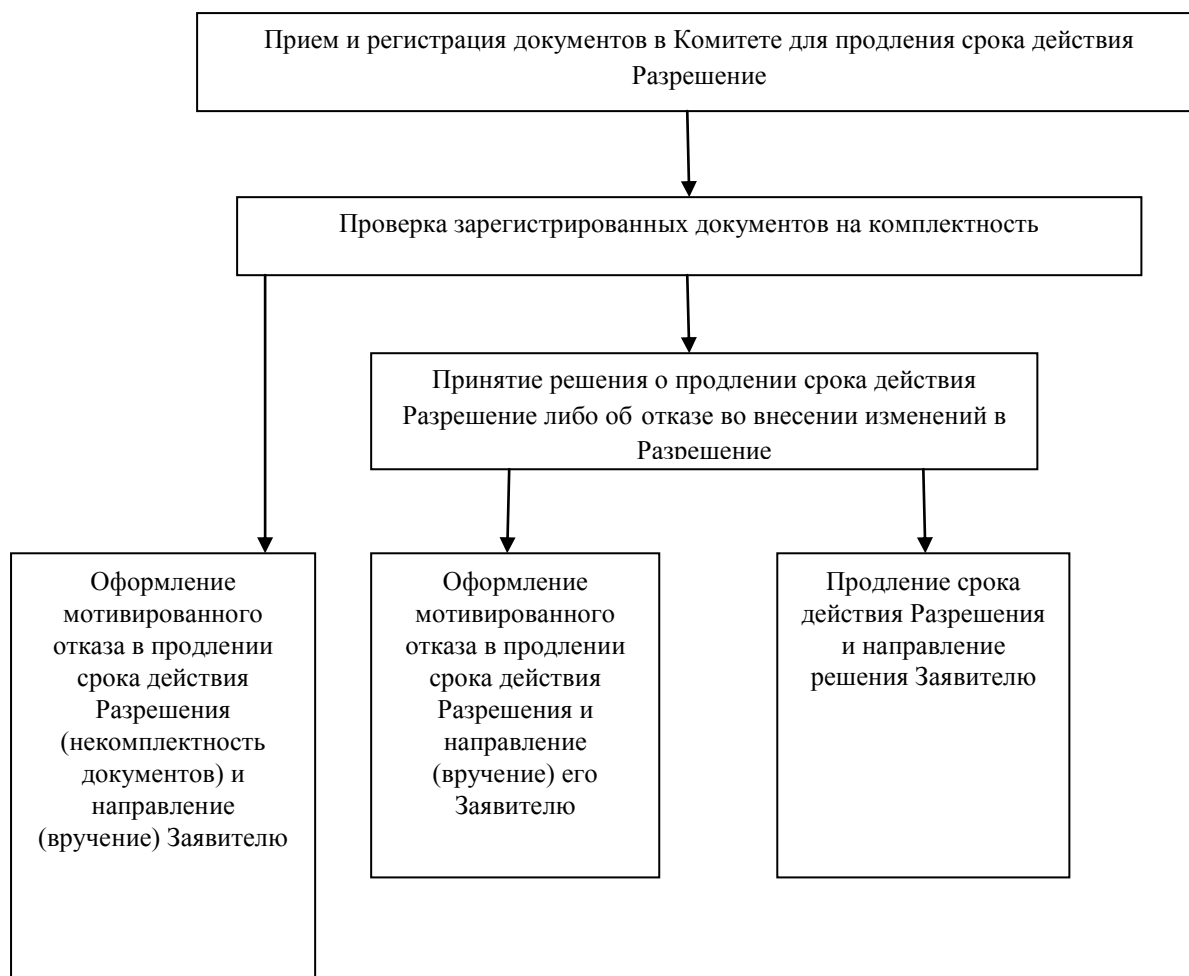 Прием и регистрация документов в Комитете для продления срока действия
Разрешение
Проверка зарегистрированных документов на комплектность
Принятие решения о продлении срока действия
Разрешение либо об отказе во внесении изменений в
Разрешение
Оформление
мотивированного
отказа в продлении
срока действия
Разрешения
(некомплектность
документов) и
направление
(вручение) Заявителю
Оформление
мотивированного
отказа в продлении
срока действия
Разрешения и
направление
(вручение) его
Заявителю
Продление срока
действия Разрешения
и направление
решения Заявителю